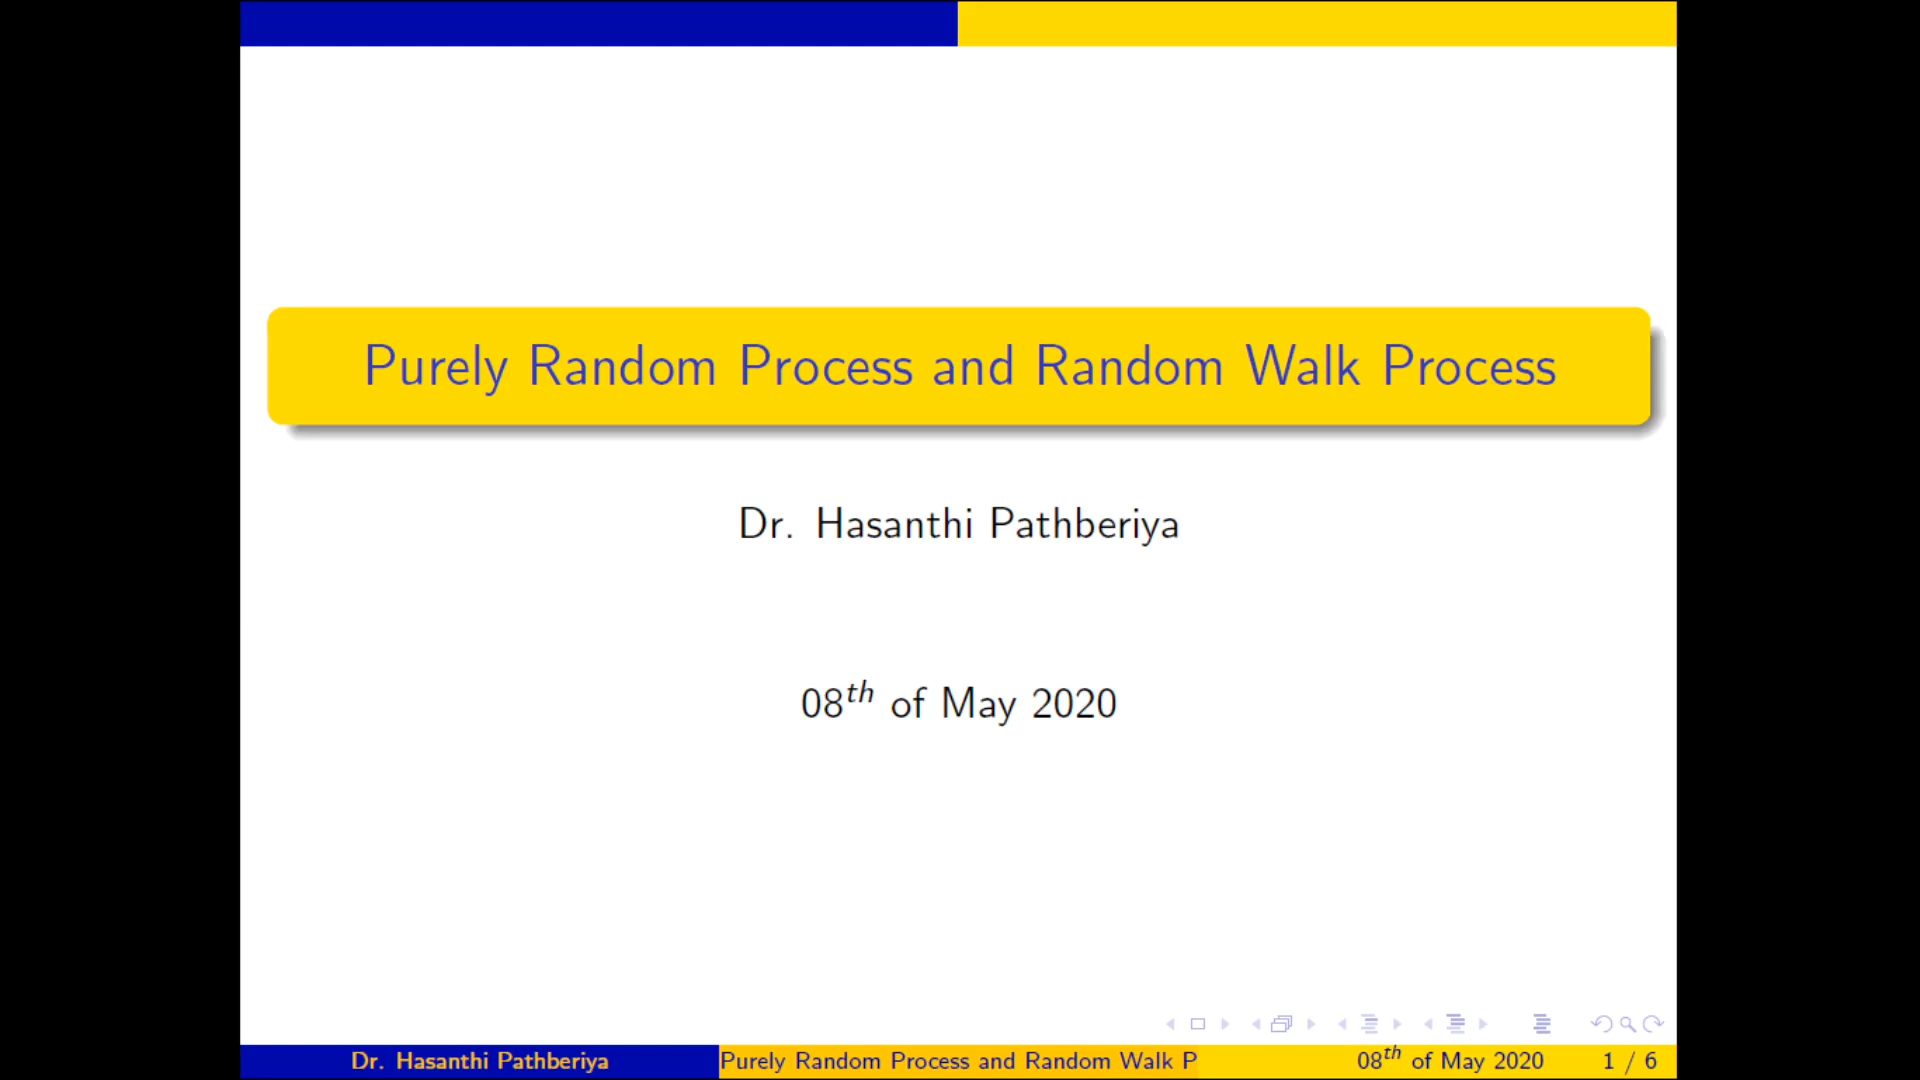 Purely Random Process and Random Walk Process
Dr. Hasanthi Pathberiya
08th of May 2020
Dr. Hasanthi Pathberiya Purely Random Process and Random Walk P 08th of May 2020 1 / 6